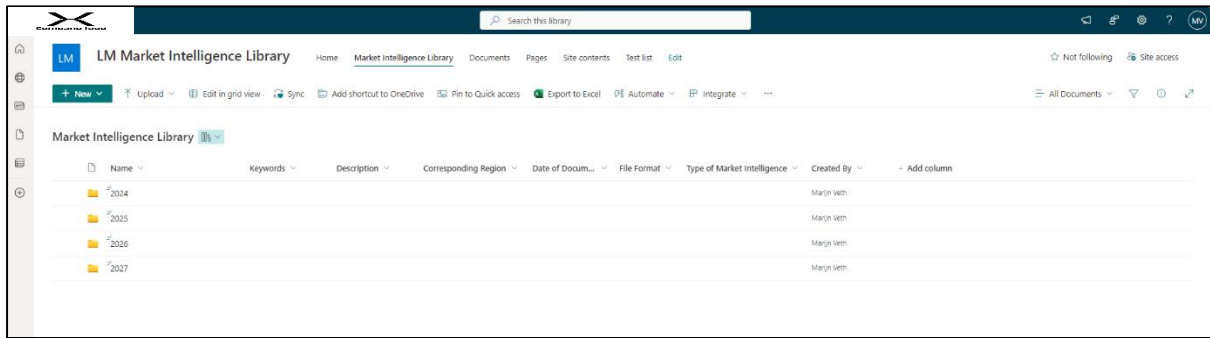 Search this library
?
MV
LM
LM Market Intelligence Library
Home
Market Intelligence Library
Documents
Pages
Site contents
Test list
Edit
Not following
Site access
+ New
Upload
Edit in grid view
Sync
Add shortcut to OneDrive
Pin to Quick access
Export to Excel
Automate
Integrate
...
All Documents
Market Intelligence Library
Name
Keywords
Description
Corresponding Region
Date of Docum...
File Format
Type of Market Intelligence
Created By
+ Add column
2024
Marijn Veth
2025
Marijn Veth
2026
Marijn Veth
2027
Marijn Veth